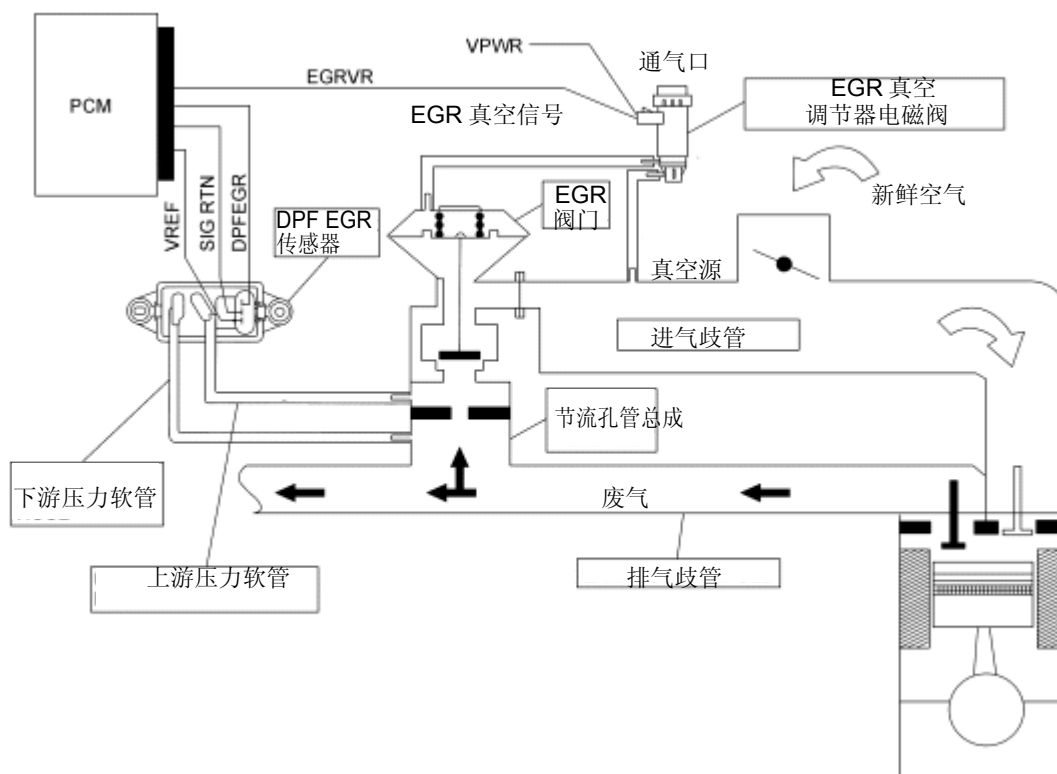 VPWR
通气口
EGRVR
PCM
EGR 真空信号
EGR 真空
调节器电磁阀
新鲜空气
VREF
SIG RTN
DPFEGR
DPF EGR
传感器
EGR
阀门
真空源
进气歧管
节流孔管总成
下游压力软管
废气
上游压力软管
排气歧管